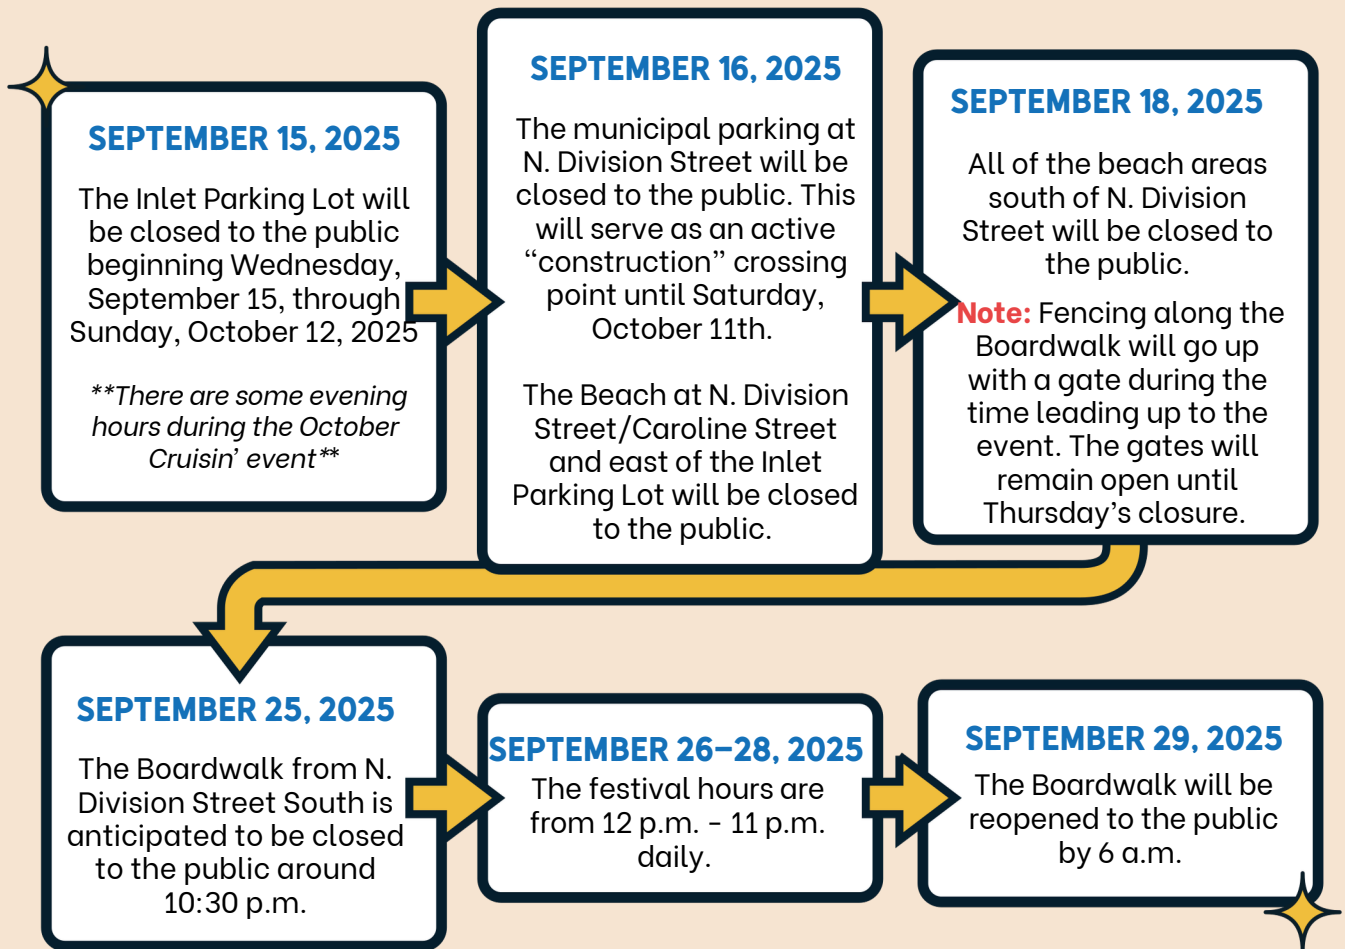 SEPTEMBER 15, 2025
The Inlet Parking Lot will
be closed to the public
beginning Wednesday,
September 15, through
Sunday, October 12, 2025
**There are some evening
hours during the October
Cruisin' event**
SEPTEMBER 16, 2025
The municipal parking at
N. Division Street will be
closed to the public. This
will serve as an active
“construction” crossing
point until Saturday,
October 11th.
The Beach at N. Division
Street/Caroline Street
and east of the Inlet
Parking Lot will be closed
to the public.
SEPTEMBER 18, 2025
All of the beach areas
south of N. Division
Street will be closed to
the public.
Note: Fencing along the
Boardwalk will go up
with a gate during the
time leading up to the
event. The gates will
remain open until
Thursday's closure.
SEPTEMBER 25, 2025
The Boardwalk from N.
Division Street South is
anticipated to be closed
to the public around
10:30 p.m.
SEPTEMBER 26–28, 2025
The festival hours are
from 12 p.m. - 11 p.m.
daily.
SEPTEMBER 29, 2025
The Boardwalk will be
reopened to the public
by 6 a.m.